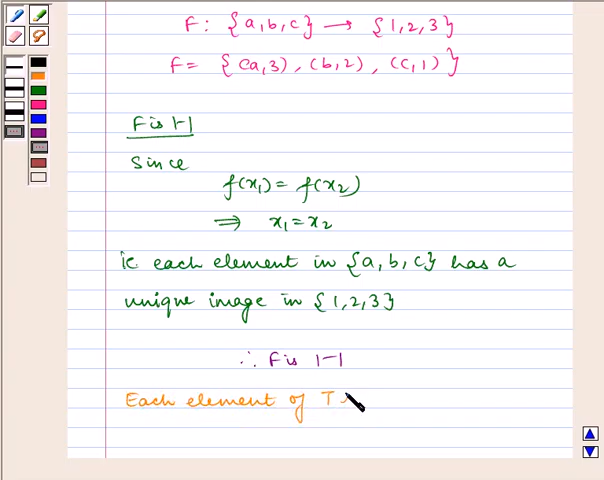 F : {a,b,c} → {1,2,3}
F = {(a,3), (b,2), (c,1)}
F is 1-1
Since
f(x₁) = f(x₂)
⇒ x₁ = x₂
ie each element in {a,b,c} has a
unique image in {1,2,3}
∴ F is 1-1
Each element of T